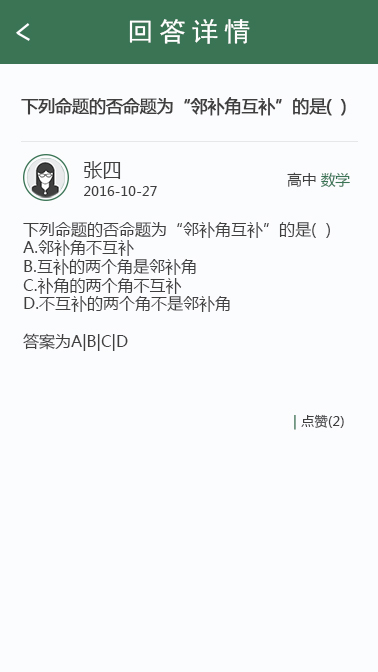 回答详情
下列命题的否命题为“邻补角互补”的是( )
张四
2016-10-27
高中 数学
下列命题的否命题为“邻补角互补”的是( )
A.邻补角不互补
B.互补的两个角是邻补角
C.补角的两个角不互补
D.不互补的两个角不是邻补角
答案为A|B|C|D
| 点赞(2)